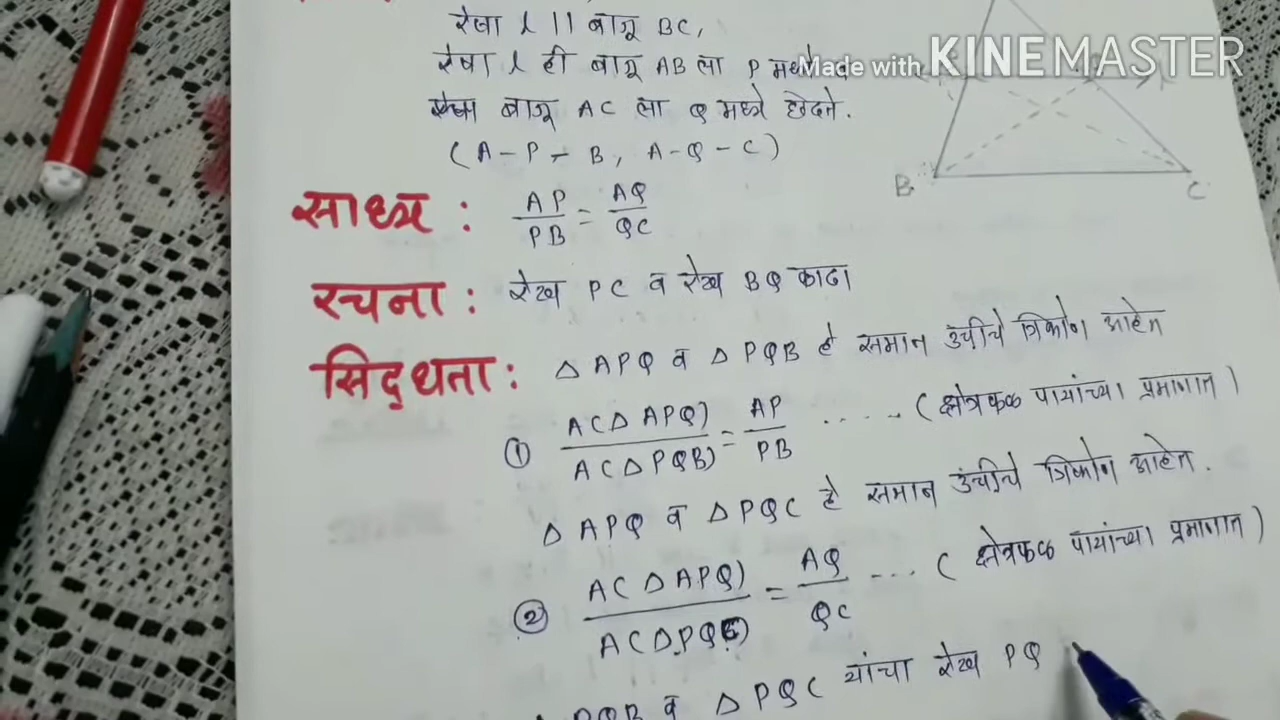 रेषा l || बाजू BC,
रेषा l ही बाजू AB ला P मध्ये व
बाजू AC ला Q मध्ये छेदते.
(A - P - B, A - Q - C)
साध्य : AP/PB = AQ/QC
रचना : रेख PC व रेख BQ काढा
सिद्धता : △ APQ व △ PQB हे समान उंचीचे त्रिकोण आहेत
① A(△ APQ)/A(△PQB) = AP/PB ..... (क्षेत्रफळ पायांच्या प्रमाणात)
△ APQ व △ PQC हे समान उंचीचे त्रिकोण आहेत.
② A(△ APQ)/A(△PQC) = AQ/QC ... (क्षेत्रफळ पायांच्या प्रमाणात)
PQB व △ PQC यांचा रेख PQ
B
C
Made with KINEMASTER